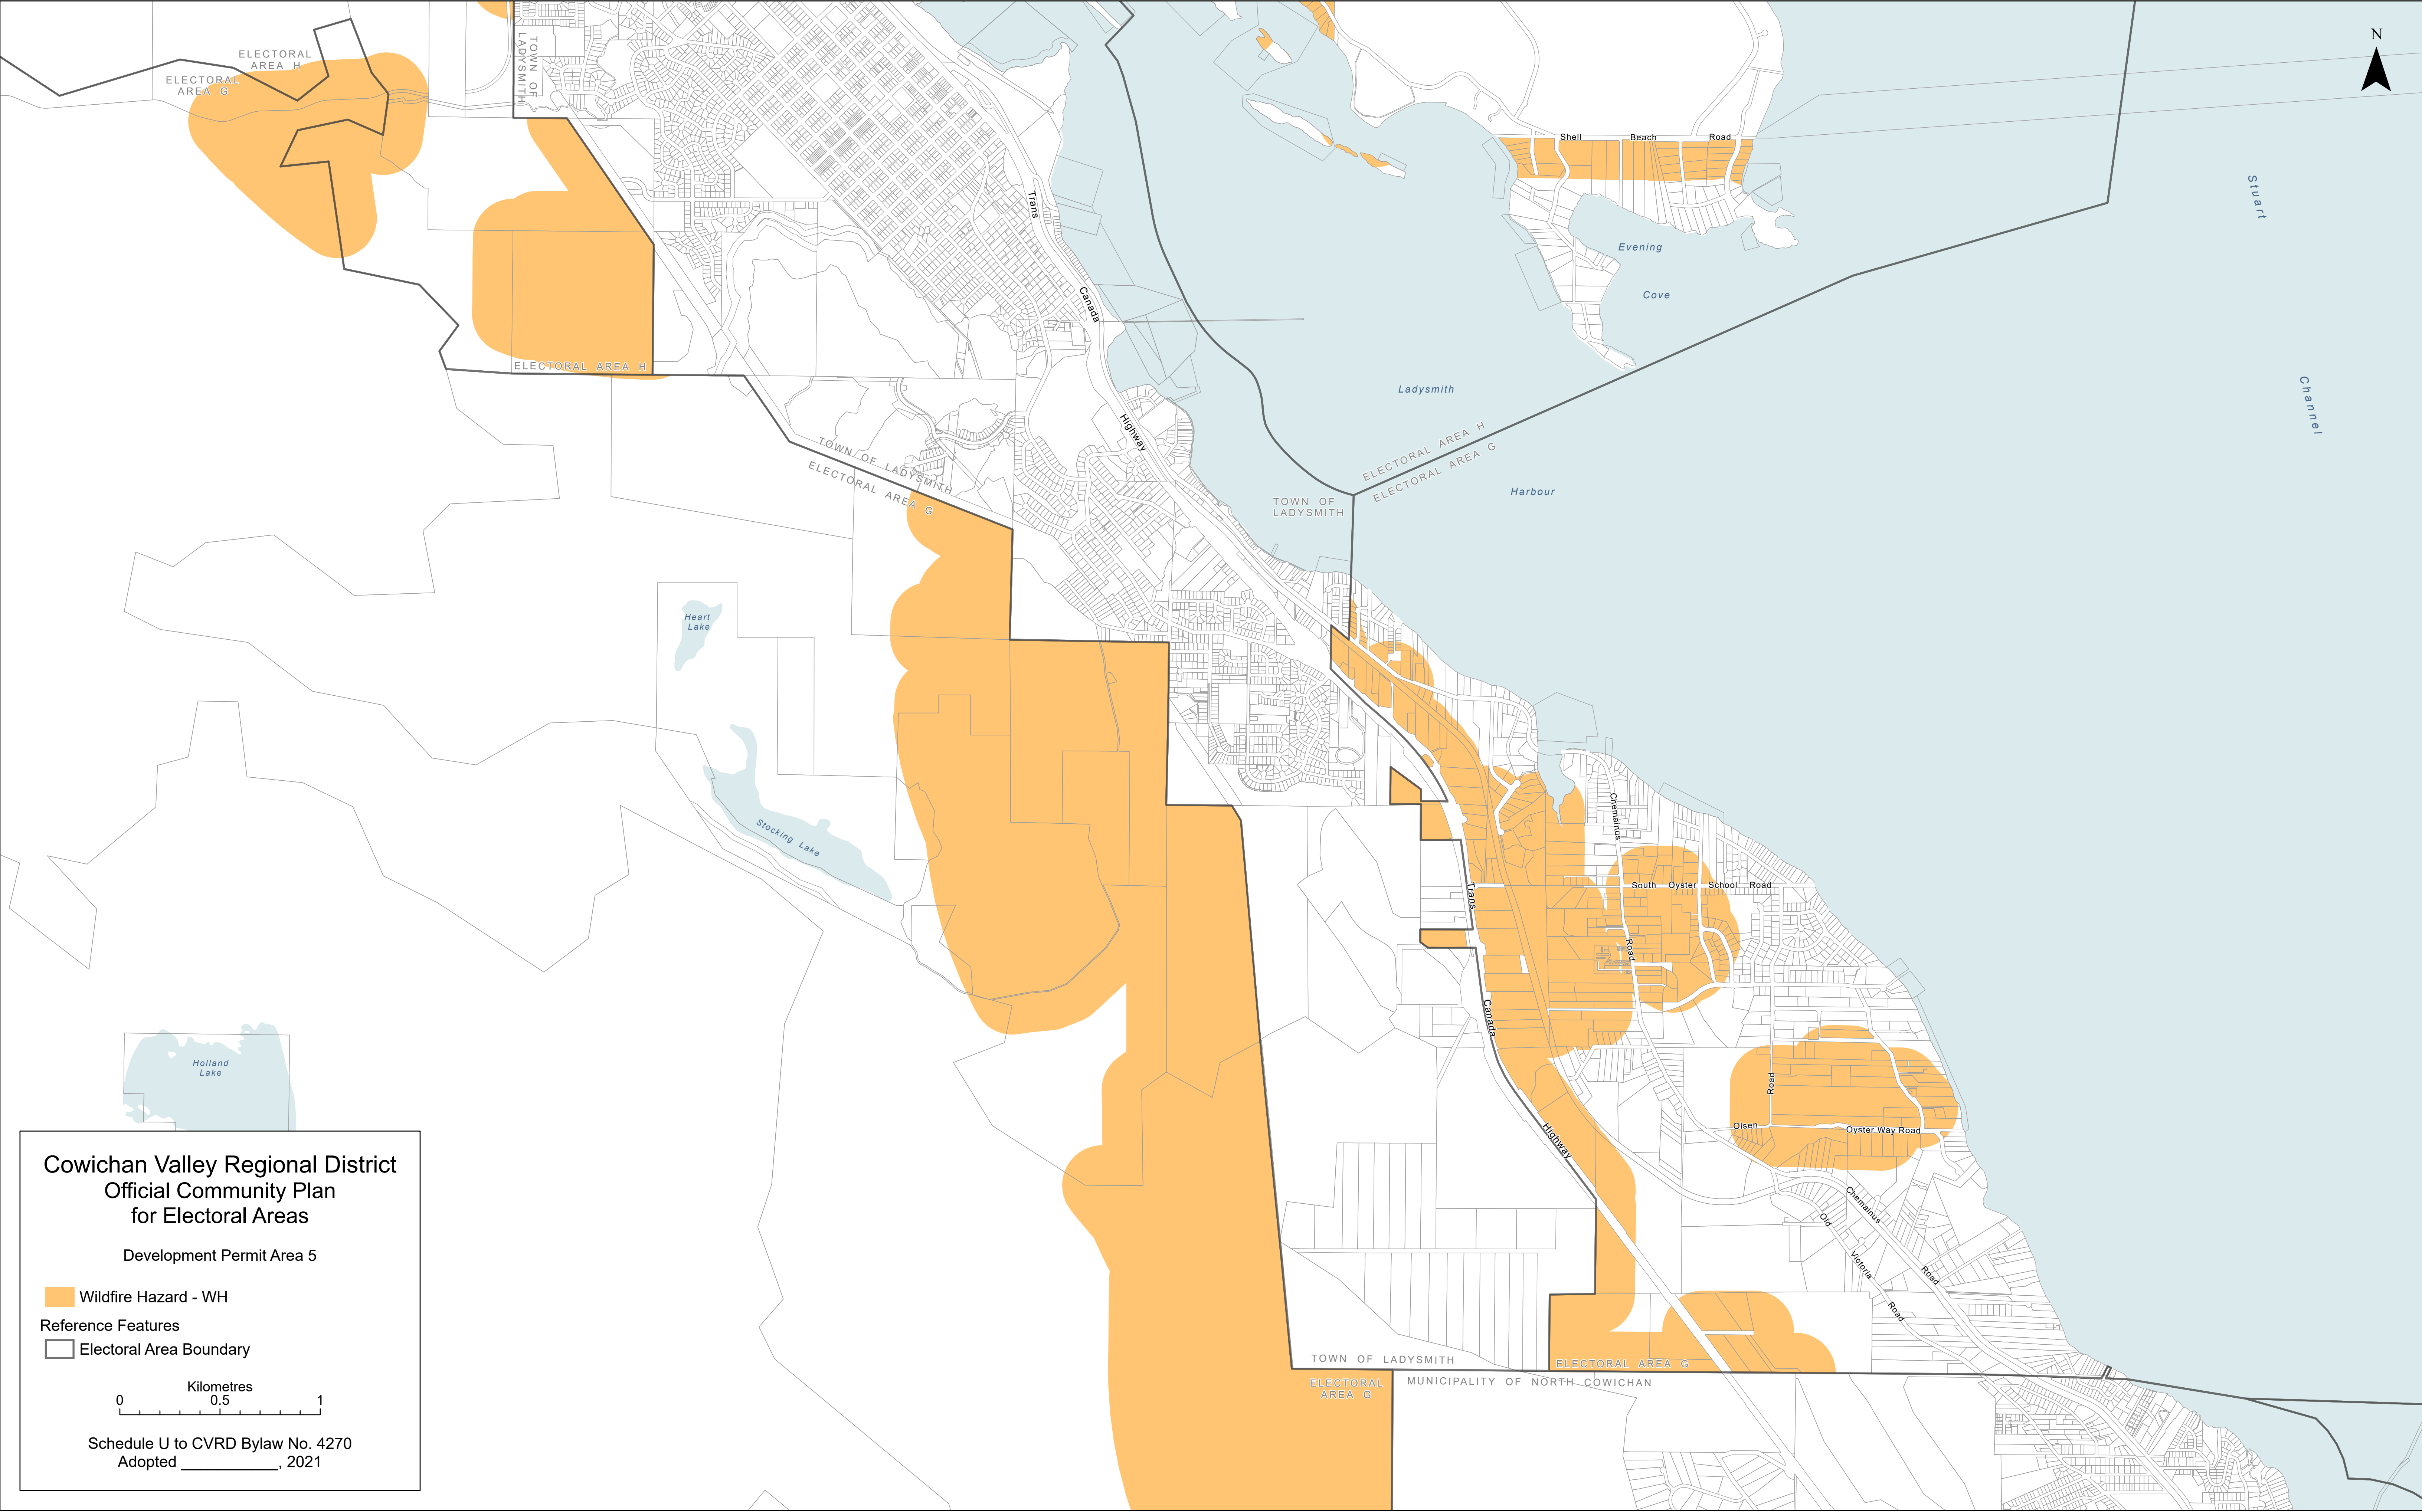 ELECTORAL
AREA H
ELECTORAL
AREA G
TOWN OF
LADYSMITH
N
Shell Beach Road
Stuart
Channel
Evening
Cove
Trans
Canada
Highway
ELECTORAL AREA H
Ladysmith
Harbour
TOWN OF LADYSMITH
ELECTORAL AREA G
ELECTORAL AREA H
ELECTORAL AREA G
TOWN OF
LADYSMITH
Heart
Lake
Stocking Lake
Chemainus
Road
South Oyster School Road
Trans
Canada
Highway
Holland
Lake
Road
Olsen
Oyster Way Road
Chemainus
Road
Old
Victoria
Road
TOWN OF LADYSMITH
ELECTORAL AREA G
ELECTORAL
AREA G
MUNICIPALITY OF NORTH COWICHAN
Cowichan Valley Regional District
Official Community Plan
for Electoral Areas
Development Permit Area 5
Wildfire Hazard - WH
Reference Features
Electoral Area Boundary
Kilometres
0 0.5 1
Schedule U to CVRD Bylaw No. 4270
Adopted ___________, 2021